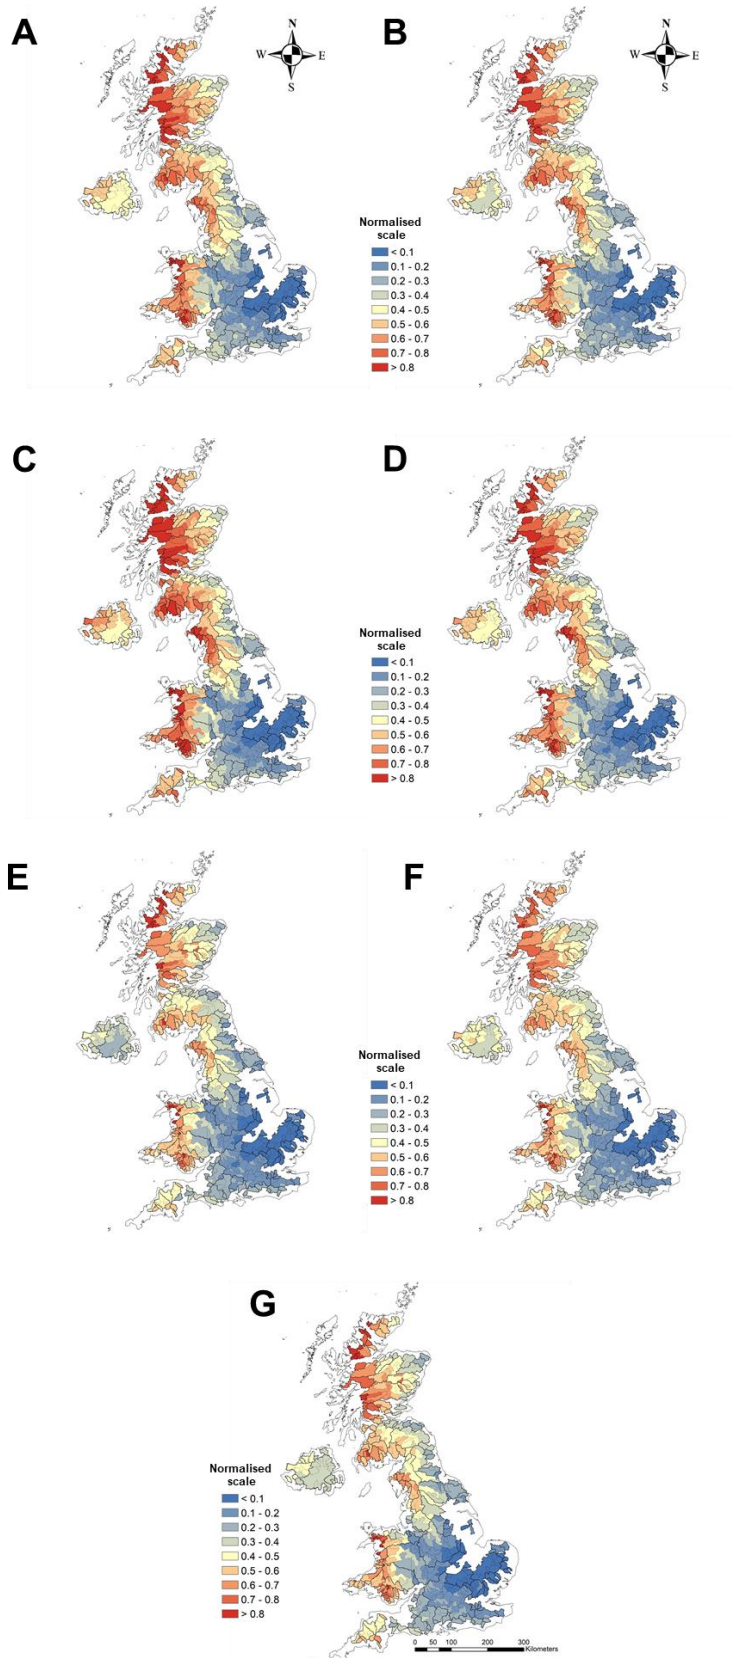 A
B
N
W E
S
N
W E
S
Normalised
scale
< 0.1
0.1 - 0.2
0.2 - 0.3
0.3 - 0.4
0.4 - 0.5
0.5 - 0.6
0.6 - 0.7
0.7 - 0.8
> 0.8
C
D
Normalised
scale
< 0.1
0.1 - 0.2
0.2 - 0.3
0.3 - 0.4
0.4 - 0.5
0.5 - 0.6
0.6 - 0.7
0.7 - 0.8
> 0.8
E
F
Normalised
scale
< 0.1
0.1 - 0.2
0.2 - 0.3
0.3 - 0.4
0.4 - 0.5
0.5 - 0.6
0.6 - 0.7
0.7 - 0.8
> 0.8
G
Normalised
scale
< 0.1
0.1 - 0.2
0.2 - 0.3
0.3 - 0.4
0.4 - 0.5
0.5 - 0.6
0.6 - 0.7
0.7 - 0.8
> 0.8
0 50 100 200 300
Kilometers